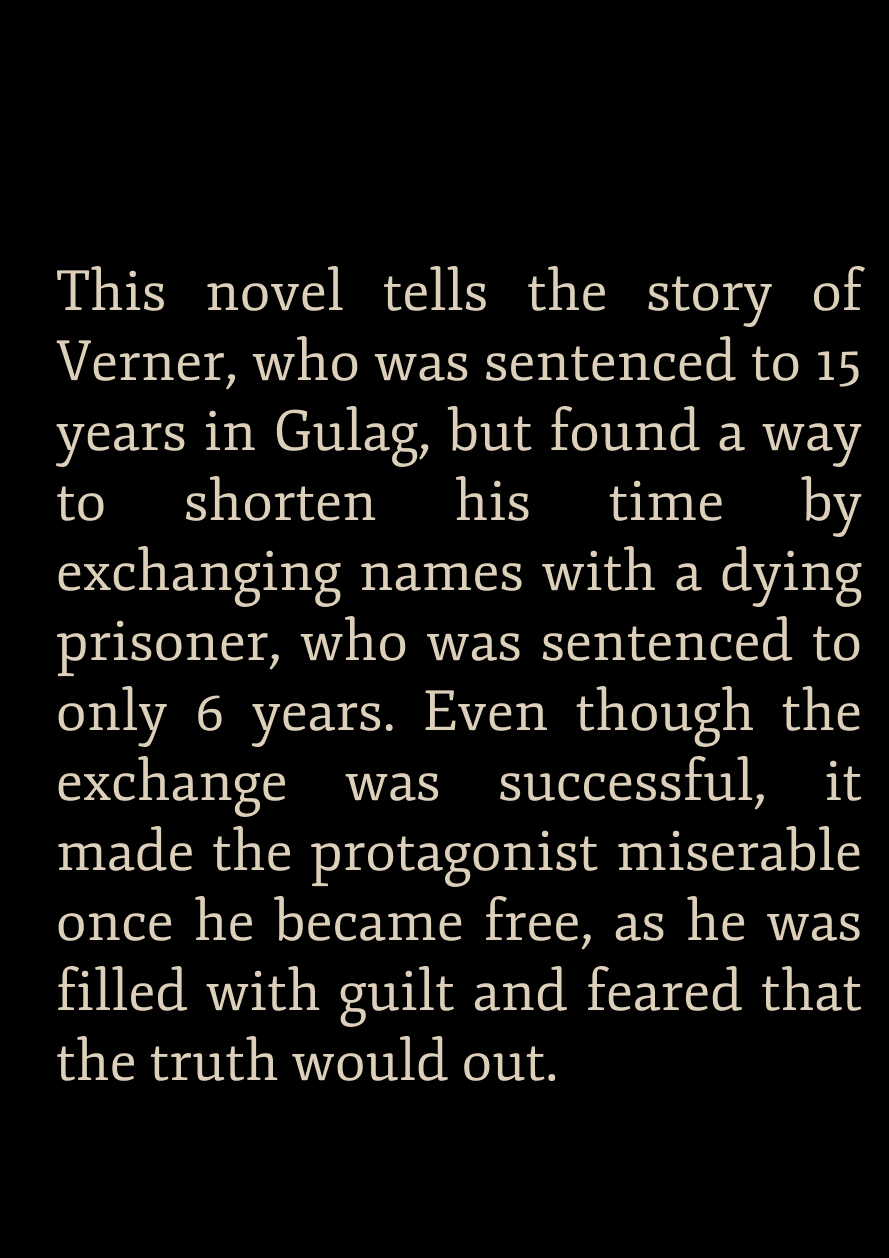 This novel tells the story of
Verner, who was sentenced to 15
years in Gulag, but found a way
to shorten his time by
exchanging names with a dying
prisoner, who was sentenced to
only 6 years. Even though the
exchange was successful, it
made the protagonist miserable
once he became free, as he was
filled with guilt and feared that
the truth would out.